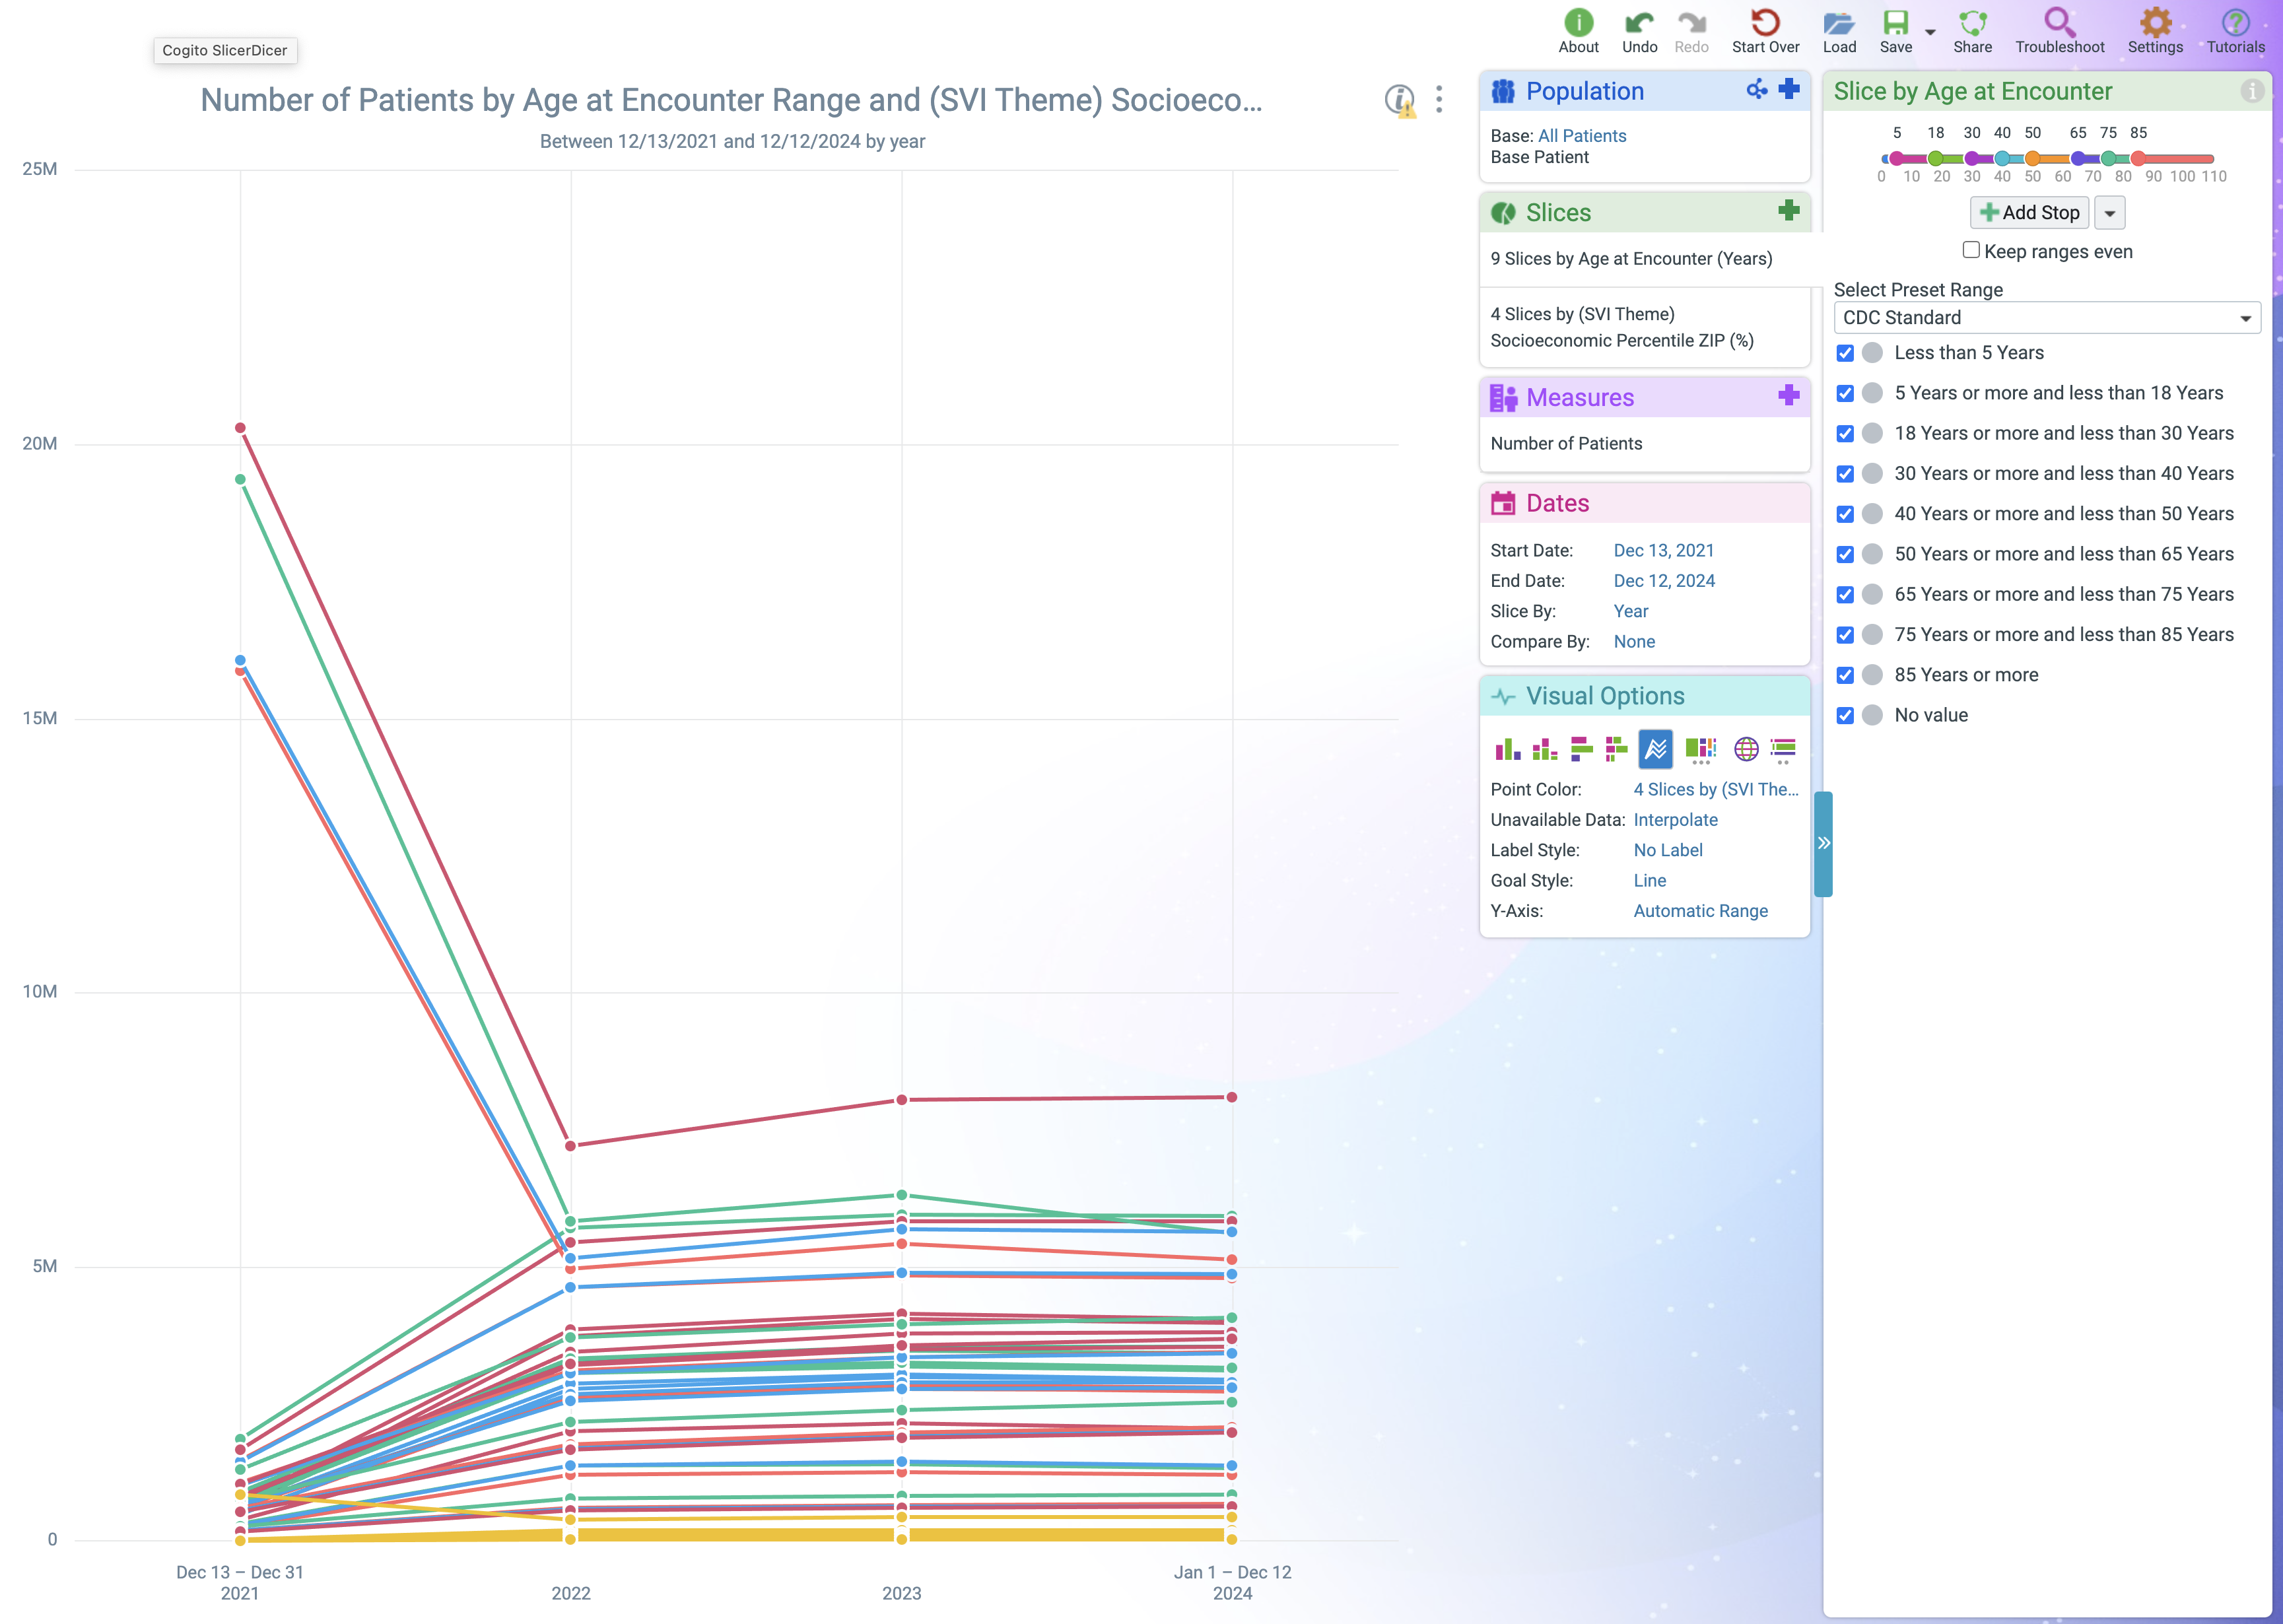 About
Undo
Redo
Start Over
Load
Save
Share
Troubleshoot
Settings
Tutorials
Cogito SlicerDicer
Number of Patients by Age at Encounter Range and (SVI Theme) Socioeco...
Between 12/13/2021 and 12/12/2024 by year
25M
20M
15M
10M
5M
0
Dec 13 – Dec 31
2021
2022
2023
Jan 1 – Dec 12
2024
Population
Base: All Patients
Base Patient
Slices
9 Slices by Age at Encounter (Years)
4 Slices by (SVI Theme)
Socioeconomic Percentile ZIP (%)
Measures
Number of Patients
Dates
Start Date: Dec 13, 2021
End Date: Dec 12, 2024
Slice By: Year
Compare By: None
Visual Options
Point Color: 4 Slices by (SVI The...
Unavailable Data: Interpolate
Label Style: No Label
Goal Style: Line
Y-Axis: Automatic Range
Slice by Age at Encounter
5 18 30 40 50 65 75 85
0 10 20 30 40 50 60 70 80 90 100 110
Add Stop
Keep ranges even
Select Preset Range
CDC Standard
Less than 5 Years
5 Years or more and less than 18 Years
18 Years or more and less than 30 Years
30 Years or more and less than 40 Years
40 Years or more and less than 50 Years
50 Years or more and less than 65 Years
65 Years or more and less than 75 Years
75 Years or more and less than 85 Years
85 Years or more
No value